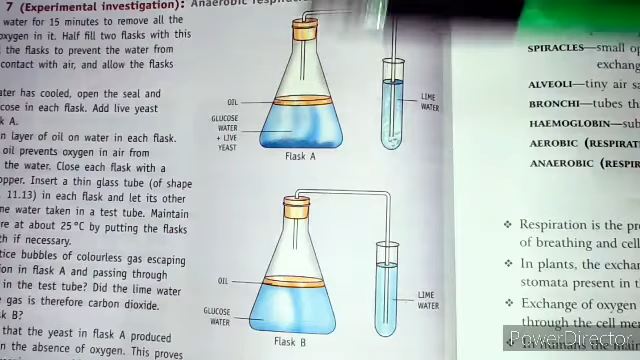 7 (Experimental investigation): Anaerobic
water for 15 minutes to remove all the
oxygen in it. Half fill two flasks with this
the flasks to prevent the water from
contact with air, and allow the flasks
ater has cooled, open the seal and
cose in each flask. Add live yeast
k A.
n layer of oil on water in each flask.
oil prevents oxygen in air from
the water. Close each flask with a
opper. Insert a thin glass tube (of shape
11.13) in each flask and let its other
me water taken in a test tube. Maintain
re at about 25°C by putting the flasks
th if necessary.
tice bubbles of colourless gas escaping
ion in flask A and passing through
in the test tube? Did the lime water
gas is therefore carbon dioxide.
sk B?
that the yeast in flask A produced
n the absence of oxygen. This proves
OIL
GLUCOSE
WATER
+ LIVE
YEAST
LIME
WATER
Flask A
OIL
GLUCOSE
WATER
LIME
WATER
Flask B
SPIRACLES—small op
exchang
ALVEOLI—tiny air sa
BRONCHI—tubes th
HAEMOGLOBIN—sub
AEROBIC (RESPIRAT
ANAEROBIC (RESPIR
❖ Respiration is the pro
of breathing and cell
❖ In plants, the exchan
stomata present in t
❖ Exchange of oxygen
through the cell me
PowerDirector